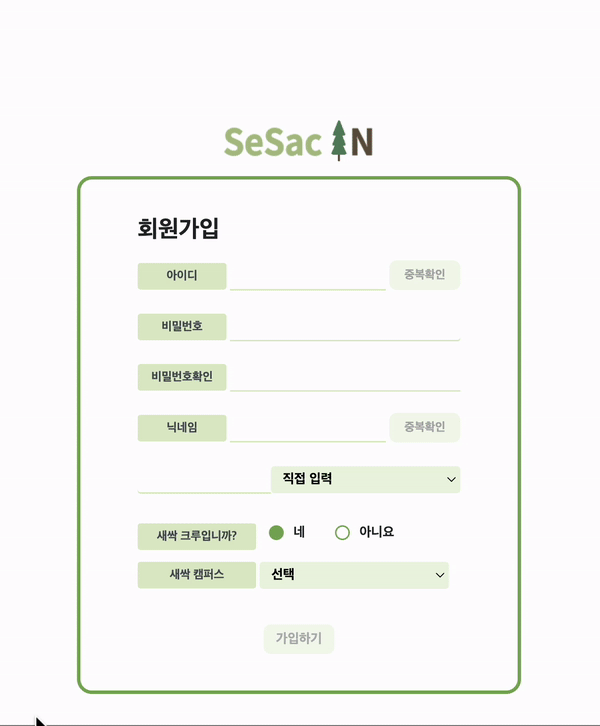 SeSac IN
회원가입
아이디 중복확인
비밀번호
비밀번호확인
닉네임 중복확인
직접 입력
새싹 크루입니까? 네 아니요
새싹 캠퍼스 선택
가입하기